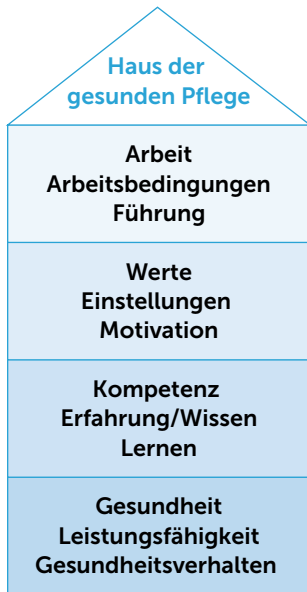 Haus der
gesunden Pflege
Arbeit
Arbeitsbedingungen
Führung
Werte
Einstellungen
Motivation
Kompetenz
Erfahrung/Wissen
Lernen
Gesundheit
Leistungsfähigkeit
Gesundheitsverhalten